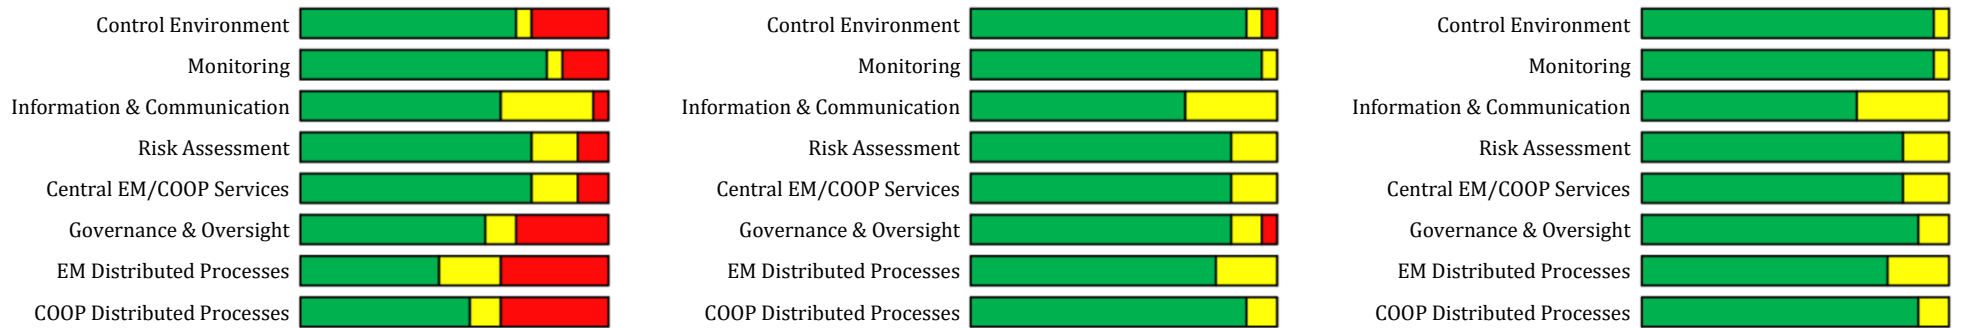 Control Environment
Monitoring
Information & Communication
Risk Assessment
Central EM/COOP Services
Governance & Oversight
EM Distributed Processes
COOP Distributed Processes
Control Environment
Monitoring
Information & Communication
Risk Assessment
Central EM/COOP Services
Governance & Oversight
EM Distributed Processes
COOP Distributed Processes
Control Environment
Monitoring
Information & Communication
Risk Assessment
Central EM/COOP Services
Governance & Oversight
EM Distributed Processes
COOP Distributed Processes